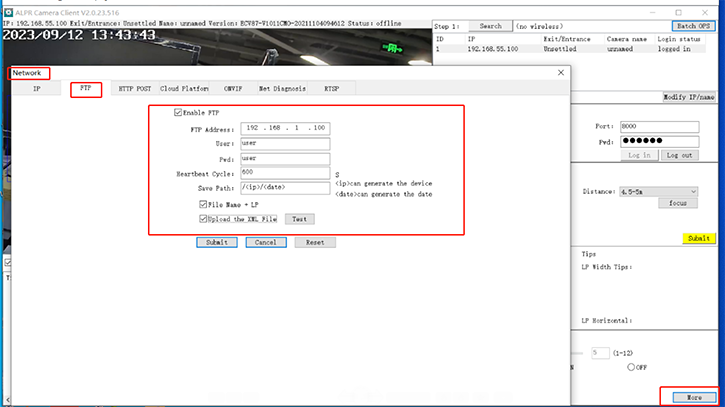 ALPR Camera Client V2.0.23.516
IP: 192.168.55.100 Exit/Entrance: Unsettled Name: unnamed Version: ECV87-V1011CMO-20211104094612 Status: offline
Step 1: Search (no wireless) Batch OPS
2023/09/12 13:43:43
ID IP Exit/Entrance Camera name Login status
1 192.168.55.100 Unsettled unnamed logged in
Network
IP FTP HTTP POST Cloud Platform ONVIF Net Diagnosis RTSP
Modify IP/name
Enable FTP
FTP Address: 192 .168 . 1 .100
User: user
Pwd: user
Heartbeat Cycle: 600 S
<ip>can generate the device
Save Path: /<ip>/<date>
<date>can generate the date
File Name + LP
Upload the XML File Test
Submit Cancel Reset
Port: 8000
Pwd: ●●●●●●
Log in Log out
Distance: 4.5-5m
focus
Submit
Tips
LP Width Tips:
LP Horizontal:
5 (1-12)
N OFF
More